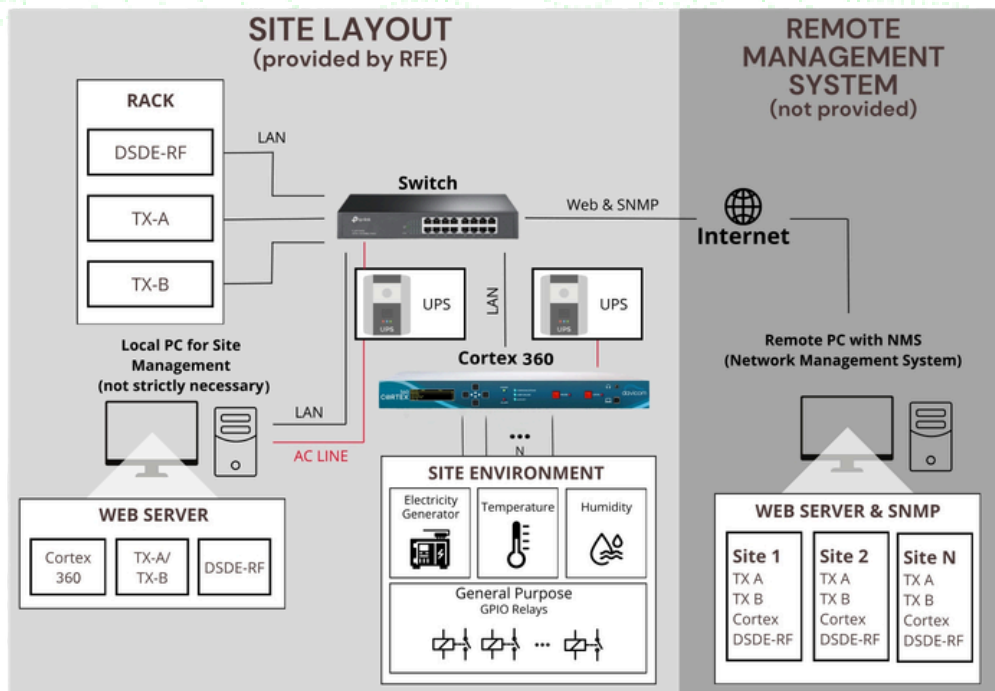 SITE LAYOUT
(provided by RFE)
REMOTE
MANAGEMENT
SYSTEM
(not provided)
RACK
DSDE-RF
TX-A
TX-B
LAN
Switch
Web & SNMP
Internet
UPS
UPS
LAN
UPS
UPS
Local PC for Site
Management
(not strictly necessary)
LAN
AC LINE
Cortex 360
CORTEX
davicom
N
Remote PC with NMS
(Network Management System)
WEB SERVER
Cortex
360
TX-A/
TX-B
DSDE-RF
SITE ENVIRONMENT
Electricity
Generator
Temperature
Humidity
General Purpose
GPIO Relays
WEB SERVER & SNMP
Site 1
TX A
TX B
Cortex
DSDE-RF
Site 2
TX A
TX B
Cortex
DSDE-RF
Site N
TX A
TX B
Cortex
DSDE-RF